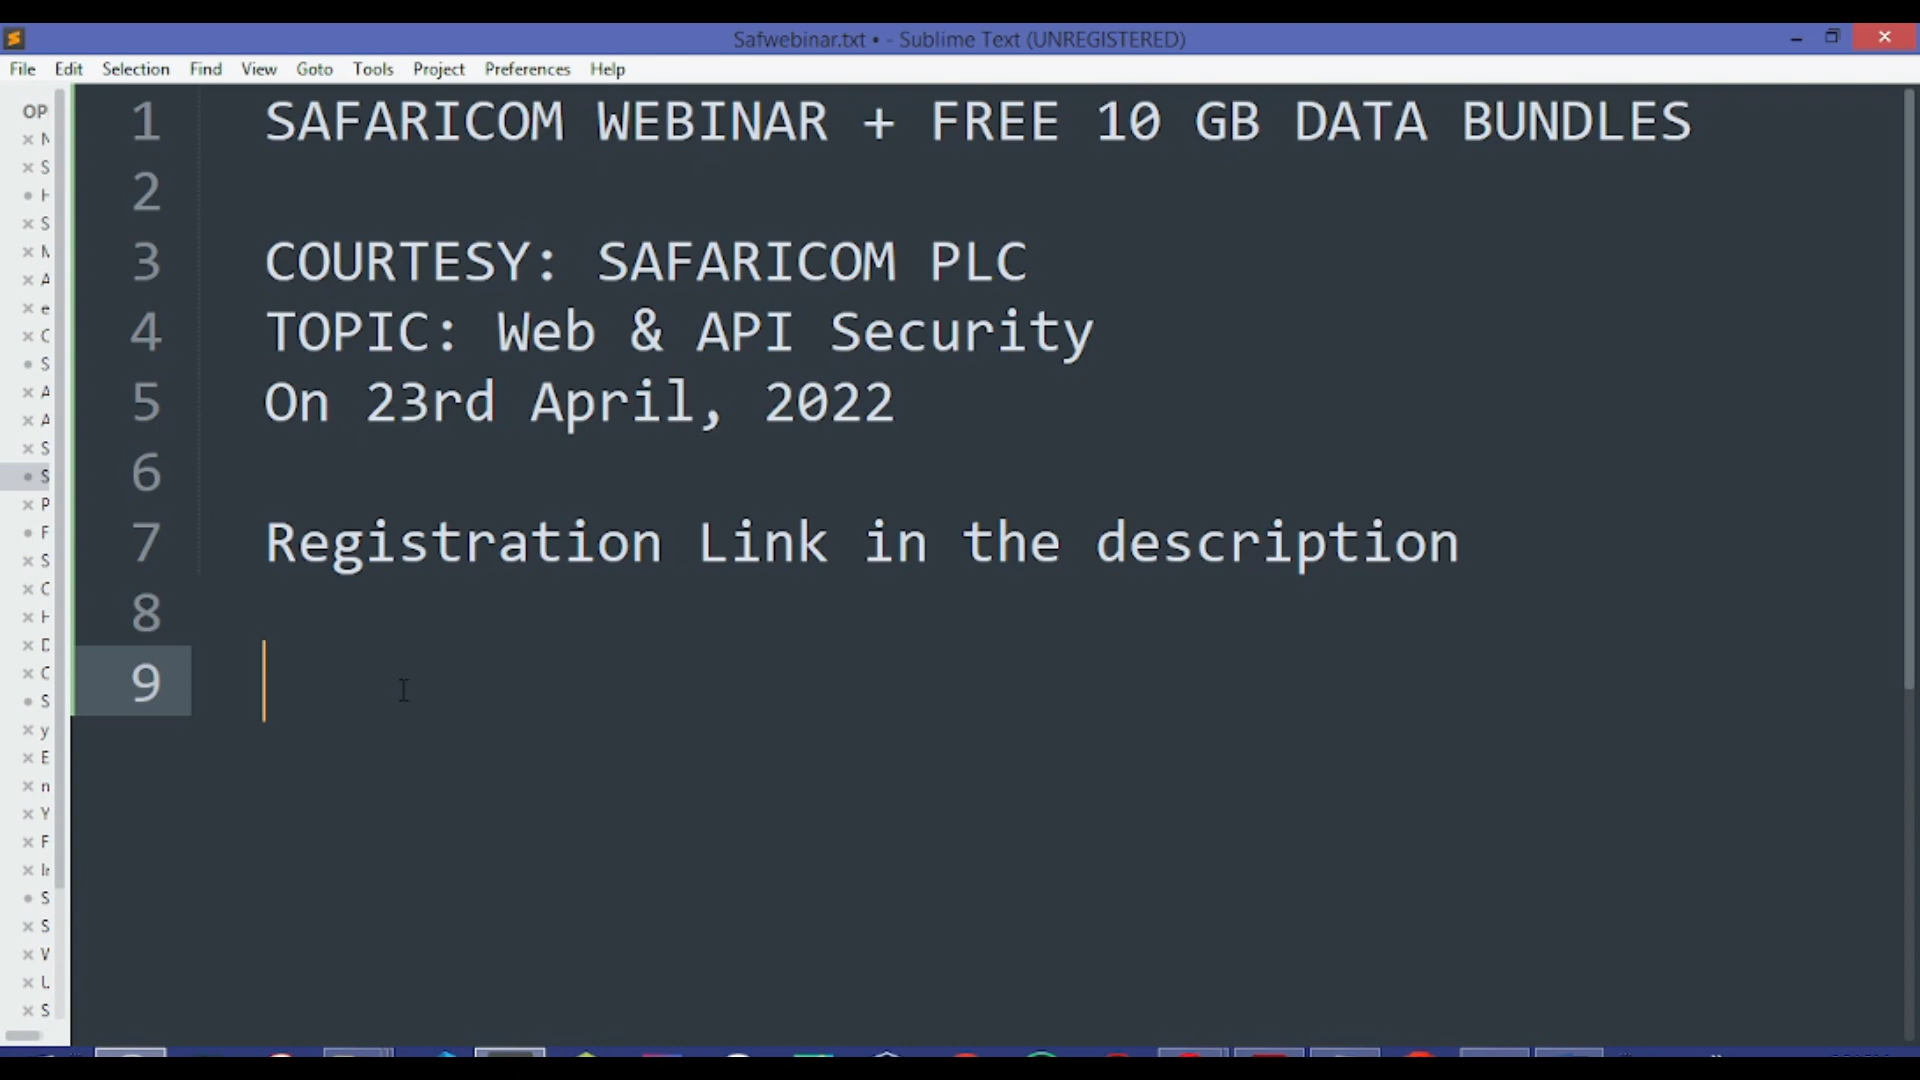 Safwebinar.txt • - Sublime Text (UNREGISTERED)
File Edit Selection Find View Goto Tools Project Preferences Help
OP
1 SAFARICOM WEBINAR + FREE 10 GB DATA BUNDLES
2
3 COURTESY: SAFARICOM PLC
4 TOPIC: Web & API Security
5 On 23rd April, 2022
6
7 Registration Link in the description
8
9